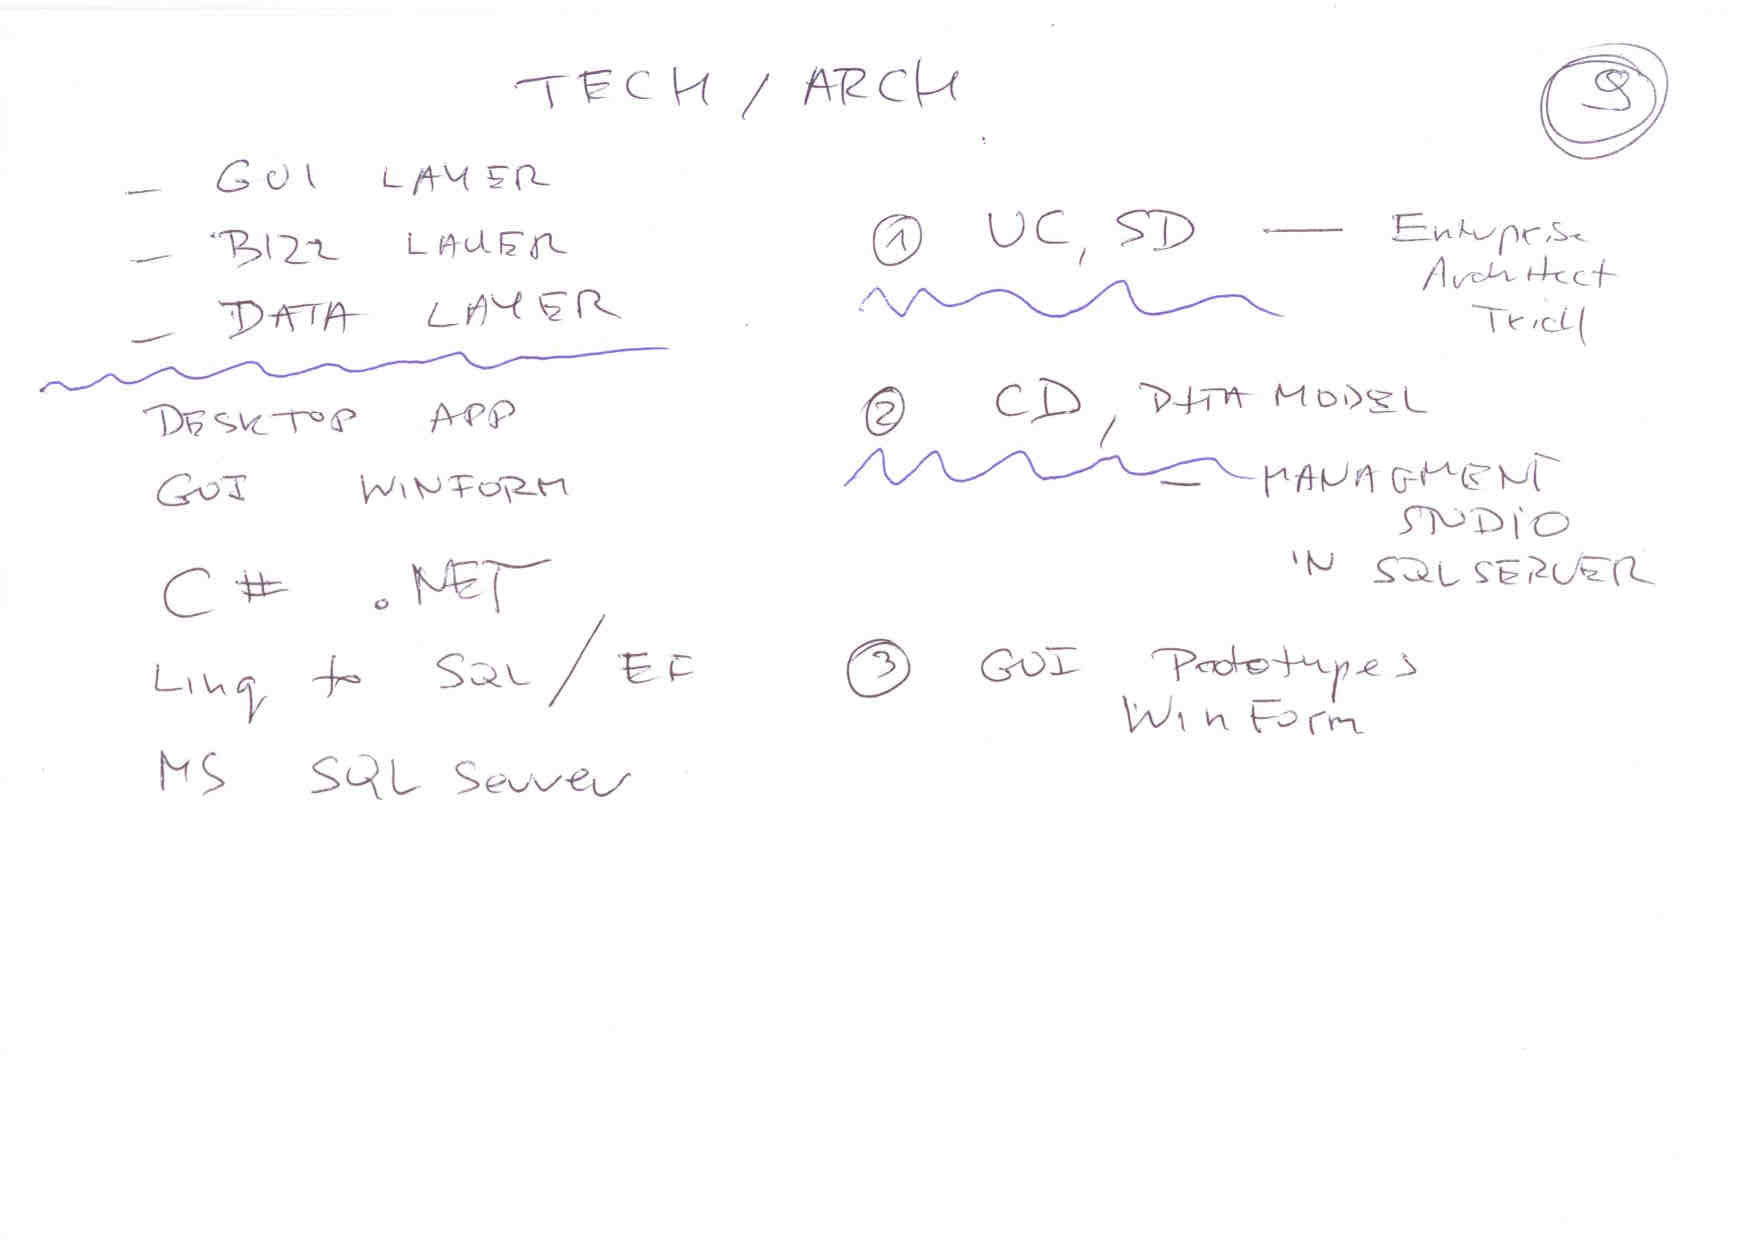 TECH / ARCH
9
- GUI LAYER
- BIZZ LAYER
- DATA LAYER
DESKTOP APP
GUI WINFORM
C# .NET
Linq to SQL / EF
MS SQL Server
1 UC, SD — Enterprise
Architect
Trial
2 CD, DATA MODEL
- MANAGMENT
STUDIO
IN SQL SERVER
3 GUI Prototypes
WinForm